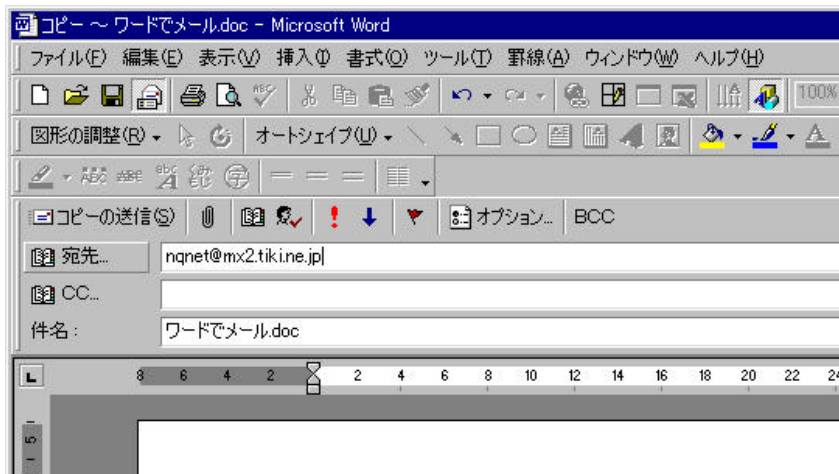 コピー ~ ワードでメール.doc - Microsoft Word
ファイル(F) 編集(E) 表示(V) 挿入(I) 書式(O) ツール(T) 罫線(A) ウィンドウ(W) ヘルプ(H)
100%
図形の調整(R) オートシェイプ(U)
コピーの送信(S) オプション... BCC
宛先... nqnet@mx2.tiki.ne.jp
CC...
件名: ワードでメール.doc
8 6 4 2 2 4 6 8 10 12 14 16 18 20 22 24
5